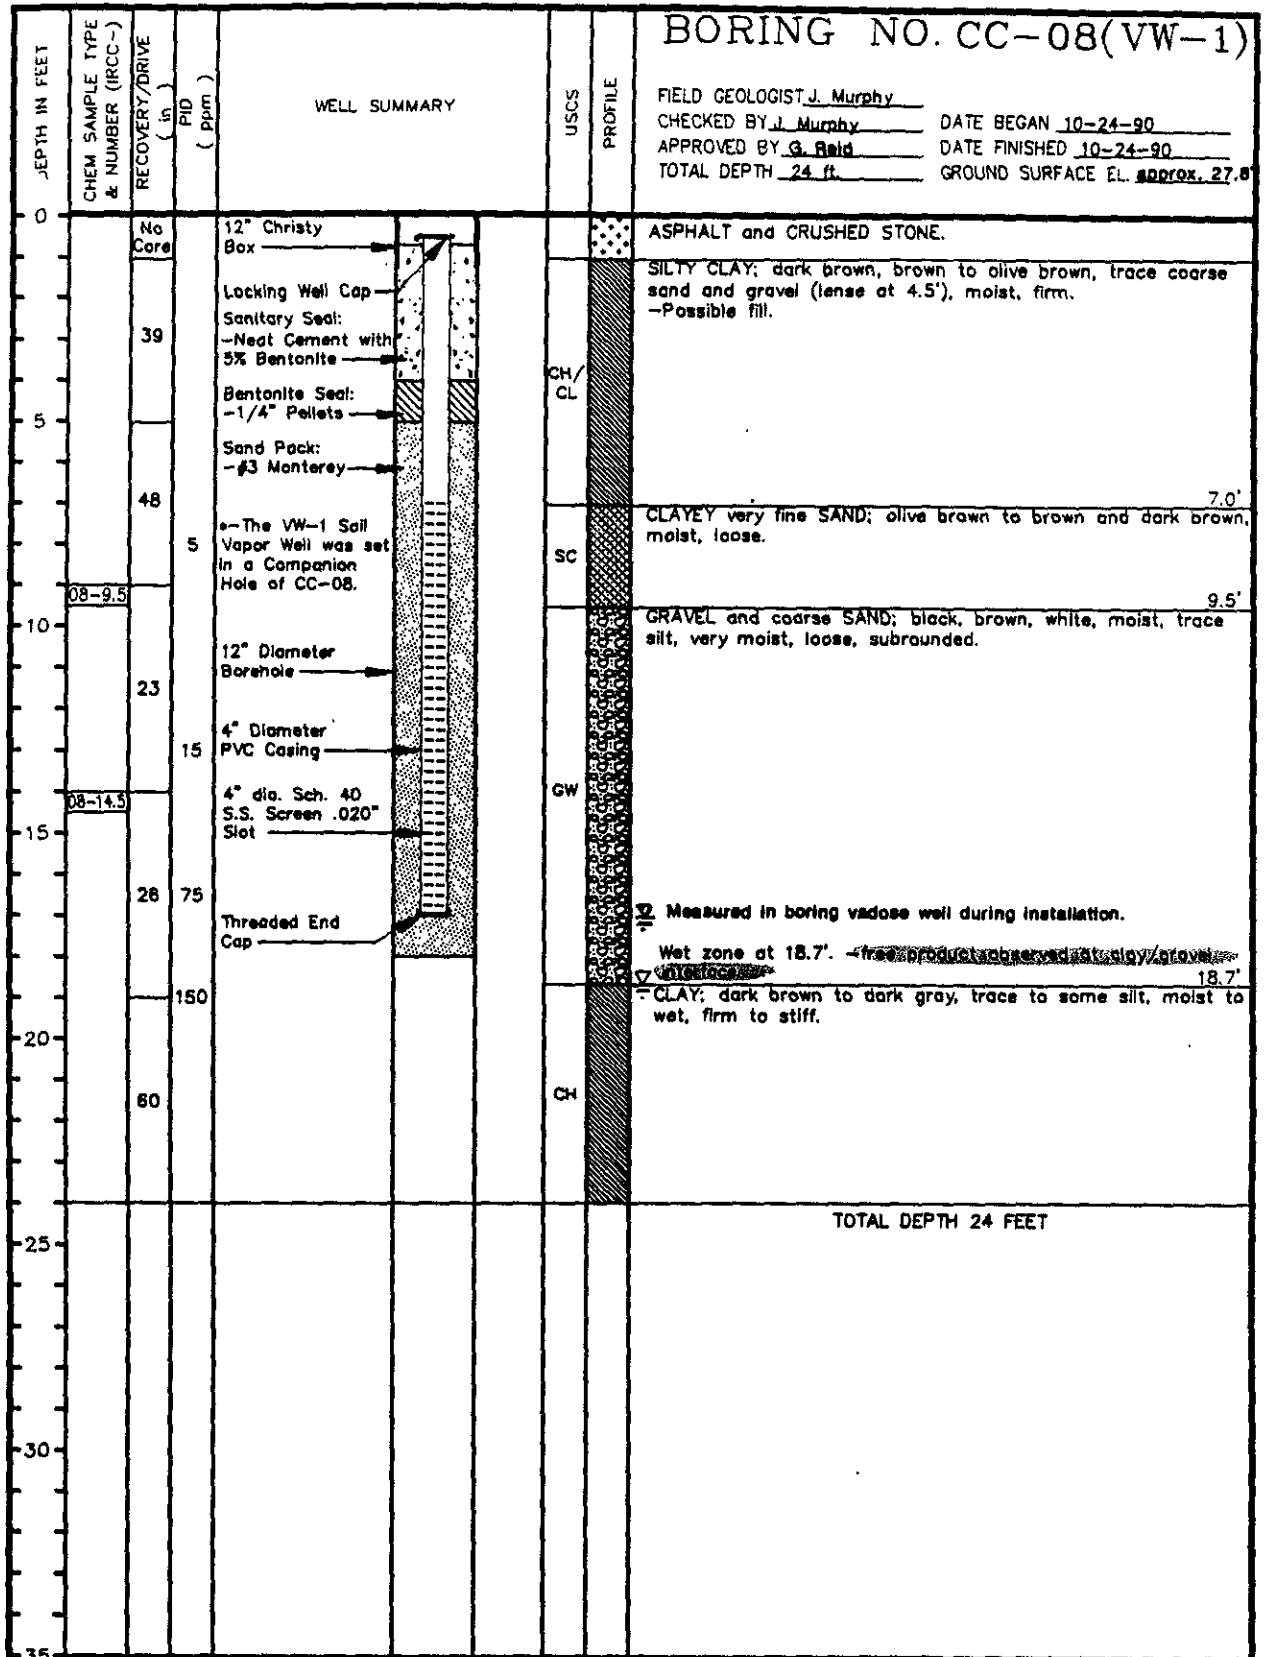 BORING NO. CC-08(VW-1)
DEPTH IN FEET
CHEM SAMPLE TYPE
& NUMBER (IRCC-)
RECOVERY/DRIVE
( in )
PID
( ppm )
WELL SUMMARY
USCS
PROFILE
FIELD GEOLOGIST J. Murphy
CHECKED BY J. Murphy DATE BEGAN 10-24-90
APPROVED BY G. Reid DATE FINISHED 10-24-90
TOTAL DEPTH 24 ft. GROUND SURFACE EL. approx. 27.8'
0
5
10
15
20
25
30
35
08-9.5
08-14.5
No
Core
39
48
23
28
60
5
15
75
150
12" Christy
Box
Locking Well Cap
Sanitary Seal:
-Neat Cement with
5% Bentonite
Bentonite Seal:
-1/4" Pellets
Sand Pack:
-#3 Monterey
*-The VW-1 Soil
Vapor Well was set
in a Companion
Hole of CC-08.
12" Diameter
Borehole
4" Diameter
PVC Casing
4" dia. Sch. 40
S.S. Screen .020"
Slot
Threaded End
Cap
CH/
CL
SC
GW
CH
ASPHALT and CRUSHED STONE.
SILTY CLAY; dark brown, brown to olive brown, trace coarse
sand and gravel (lense at 4.5'), moist, firm.
-Possible fill.
7.0'
CLAYEY very fine SAND; olive brown to brown and dark brown,
moist, loose.
9.5'
GRAVEL and coarse SAND; black, brown, white, moist, trace
silt, very moist, loose, subrounded.
Measured in boring vadose well during installation.
Wet zone at 18.7'. -free product observed at clay/gravel
interface
18.7'
CLAY; dark brown to dark gray, trace to some silt, moist to
wet, firm to stiff.
TOTAL DEPTH 24 FEET